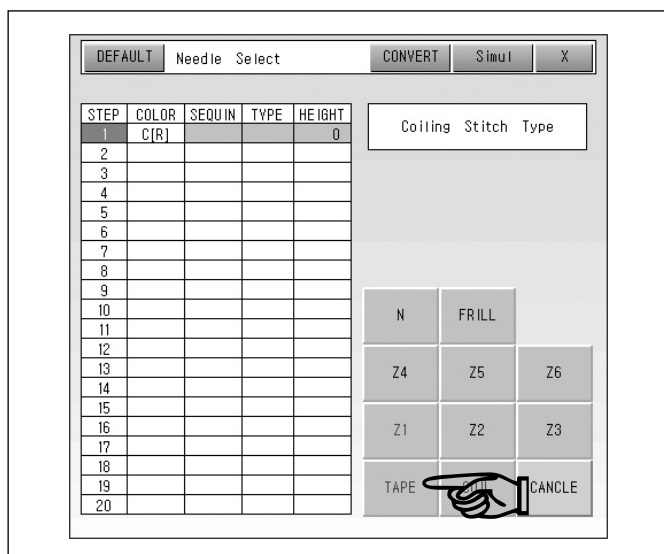 DEFAULT Needle Select CONVERT Simul X
STEP COLOR SEQUIN TYPE HEIGHT
Coiling Stitch Type
1 C[R] 0
2
3
4
5
6
7
8
9
10
11
12
13
14
15
16
17
18
19
20
N FRILL
Z4 Z5 Z6
Z1 Z2 Z3
TAPE CANCLE